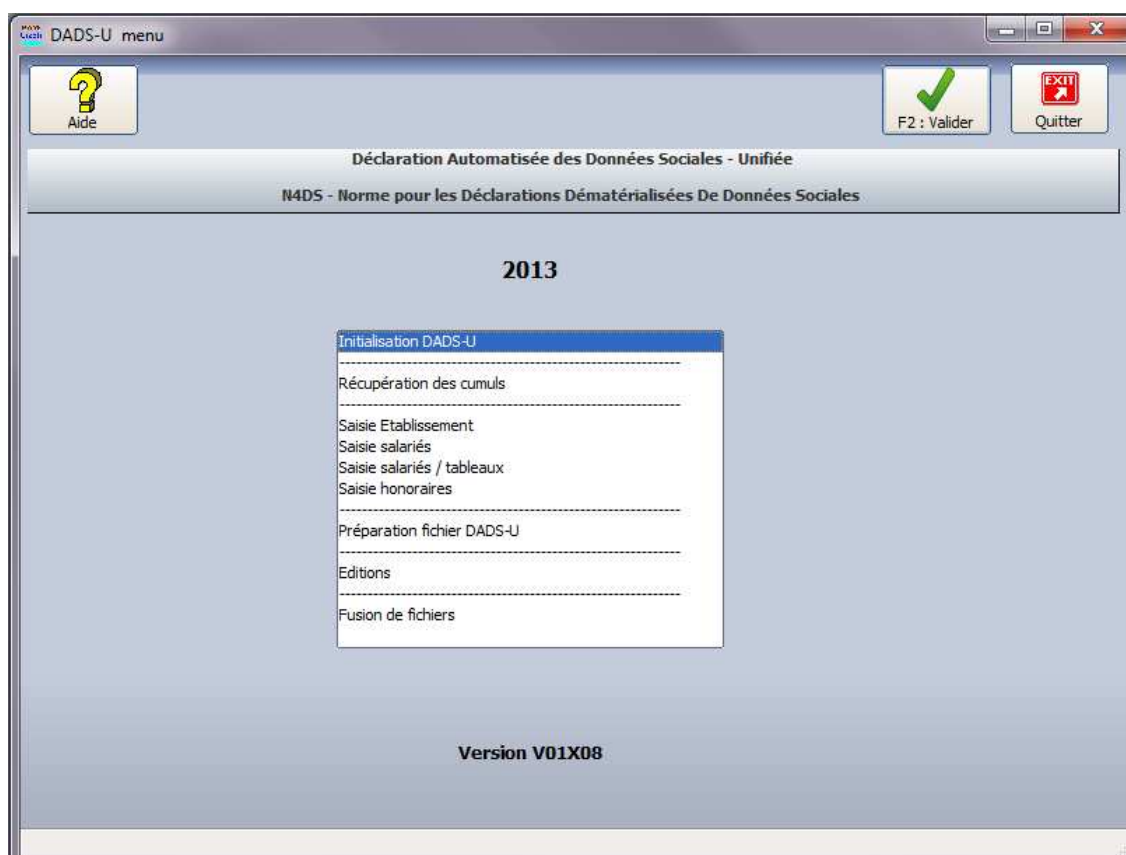 DADS-U menu
Aide
F2 : Valider
EXIT
Quitter
Déclaration Automatisée des Données Sociales - Unifiée
N4DS - Norme pour les Déclarations Dématérialisées De Données Sociales
2013
Initialisation DADS-U
Récupération des cumuls
Saisie Etablissement
Saisie salariés
Saisie salariés / tableaux
Saisie honoraires
Préparation fichier DADS-U
Editions
Fusion de fichiers
Version V01X08